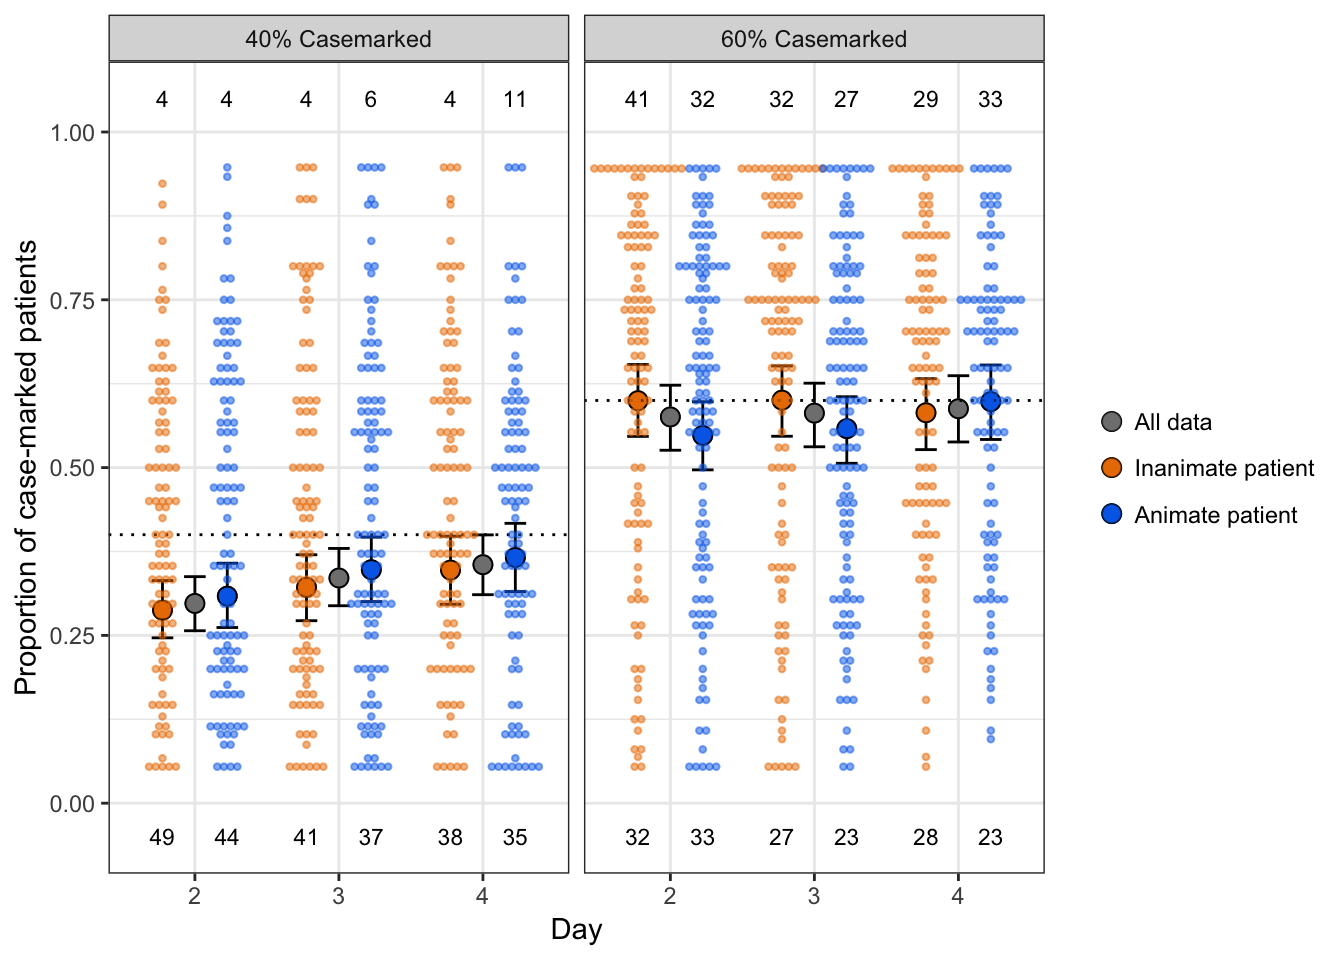 40% Casemarked 60% Casemarked
4 4 4 6 4 11 41 32 32 27 29 33
1.00
0.75
0.50
0.25
0.00
Proportion of case-marked patients
49 44 41 37 38 35 32 33 27 23 28 23
2 3 4 2 3 4
Day
All data
Inanimate patient
Animate patient